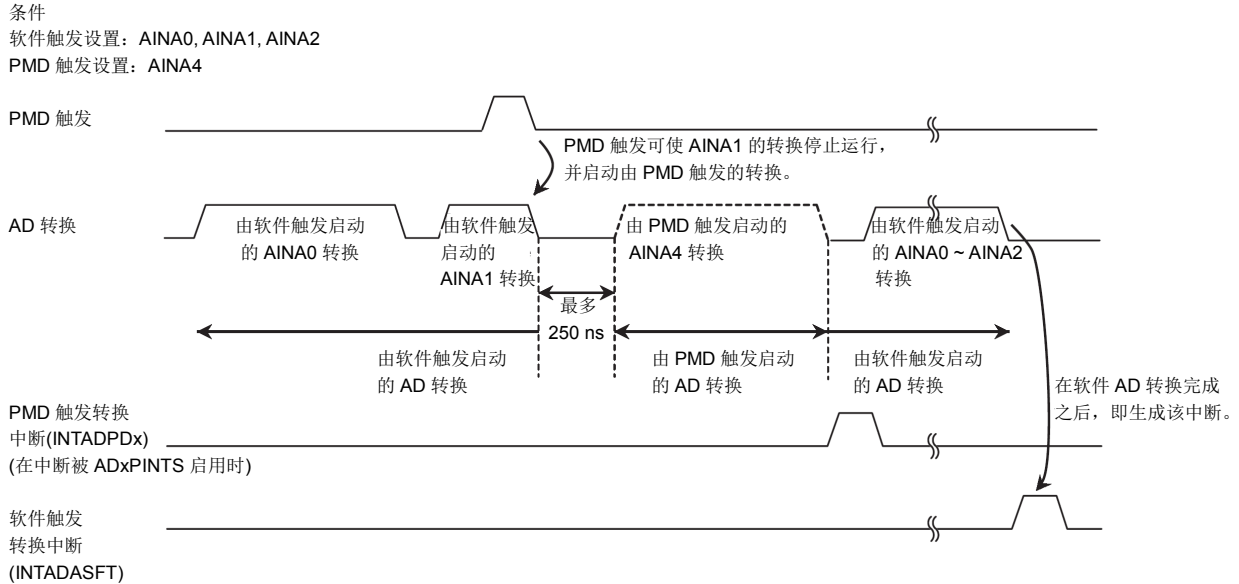 条件
软件触发设置：AINA0, AINA1, AINA2
PMD 触发设置：AINA4
PMD 触发
PMD 触发可使 AINA1 的转换停止运行，
并启动由 PMD 触发的转换。
AD 转换
由软件触发启动
的 AINA0 转换
由软件触发
启动的
AINA1 转换
由 PMD 触发启动的
AINA4 转换
由软件触发启动
的 AINA0 ~ AINA2
转换
最多
250 ns
由软件触发启动
的 AD 转换
由 PMD 触发启动
的 AD 转换
由软件触发启动
的 AD 转换
在软件 AD 转换完成
之后，即生成该中断。
PMD 触发转换
中断(INTADPDx)
(在中断被 ADxPINTS 启用时)
软件触发
转换中断
(INTADASFT)